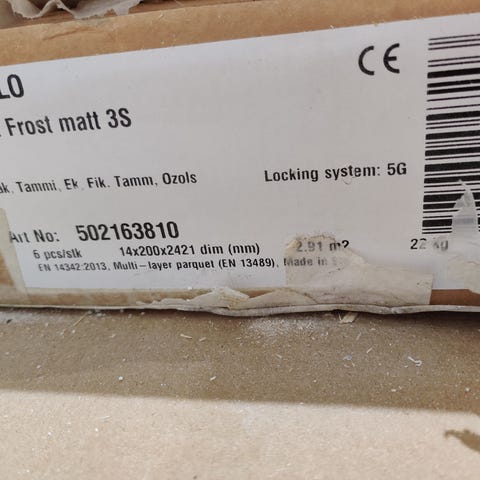 LO
Frost matt 3S
ak, Tammi, Ek, Eik, Tamm, Ozols
Locking system: 5G
Art No: 502163810
6 pcs/stk 14x200x2421 dim (mm) 2.91 m² 22 kg
EN 14342:2013, Multi-layer parquet (EN 13489), Made in
CE